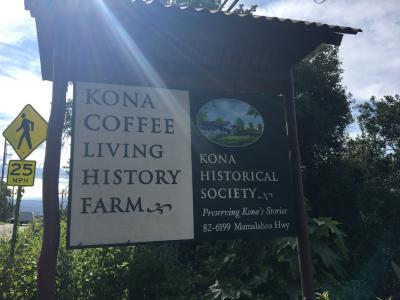 KONA
COFFEE
LIVING
HISTORY
FARM
KONA
HISTORICAL
SOCIETY
Preserving Kona's Stories
82-6199 Mamalahoa Hwy
25
MPH